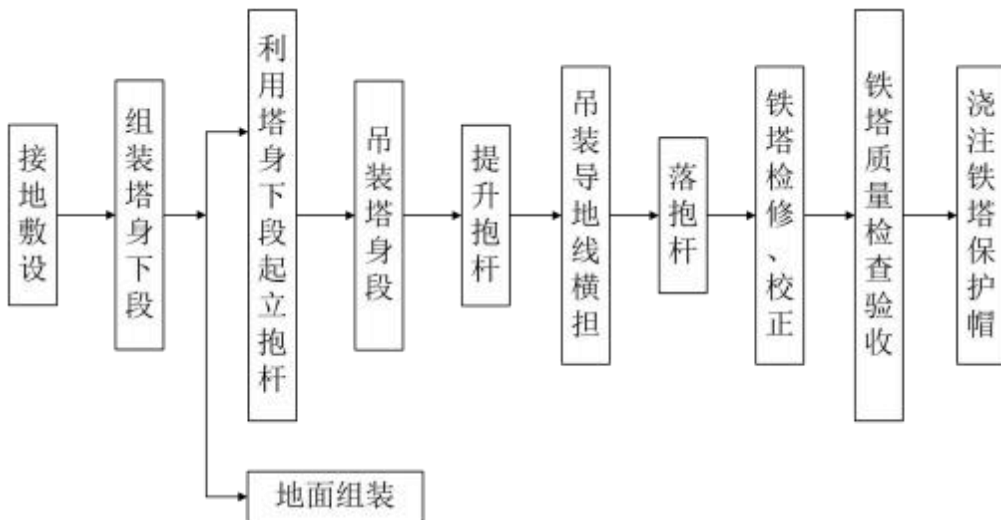 接地敷设
组装塔身下段
利用塔身下段起立抱杆
吊装塔身段
提升抱杆
吊装导地线横担
落抱杆
铁塔检修、校正
铁塔质量检查验收
浇注铁塔保护帽
地面组装